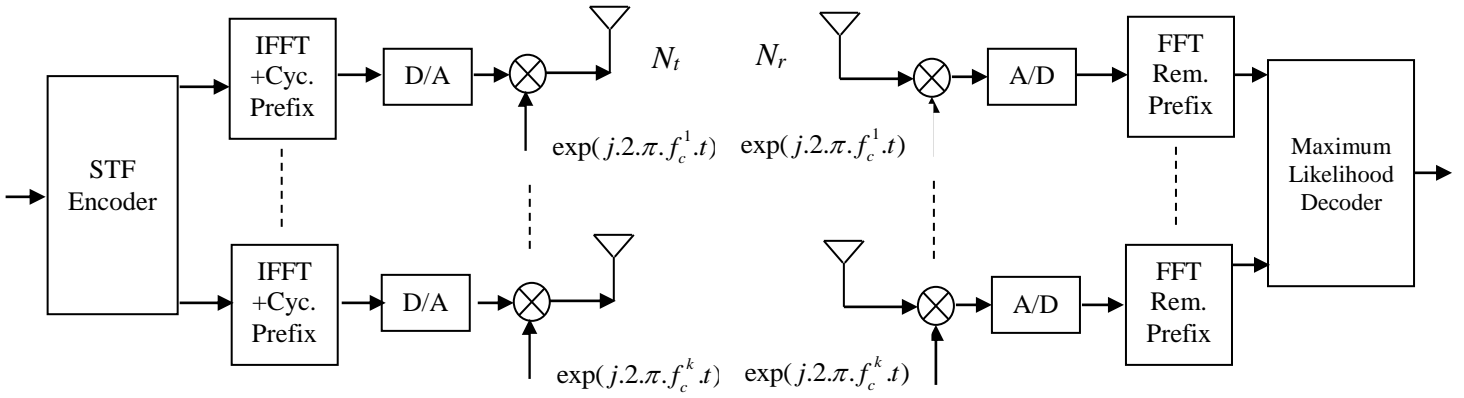 STF
Encoder
IFFT
+Cyc.
Prefix
D/A
N_t
exp(j.2.π.f_c^1.t)
IFFT
+Cyc.
Prefix
D/A
exp(j.2.π.f_c^k.t)
N_r
exp(j.2.π.f_c^1.t)
A/D
FFT
Rem.
Prefix
exp(j.2.π.f_c^k.t)
A/D
FFT
Rem.
Prefix
Maximum
Likelihood
Decoder